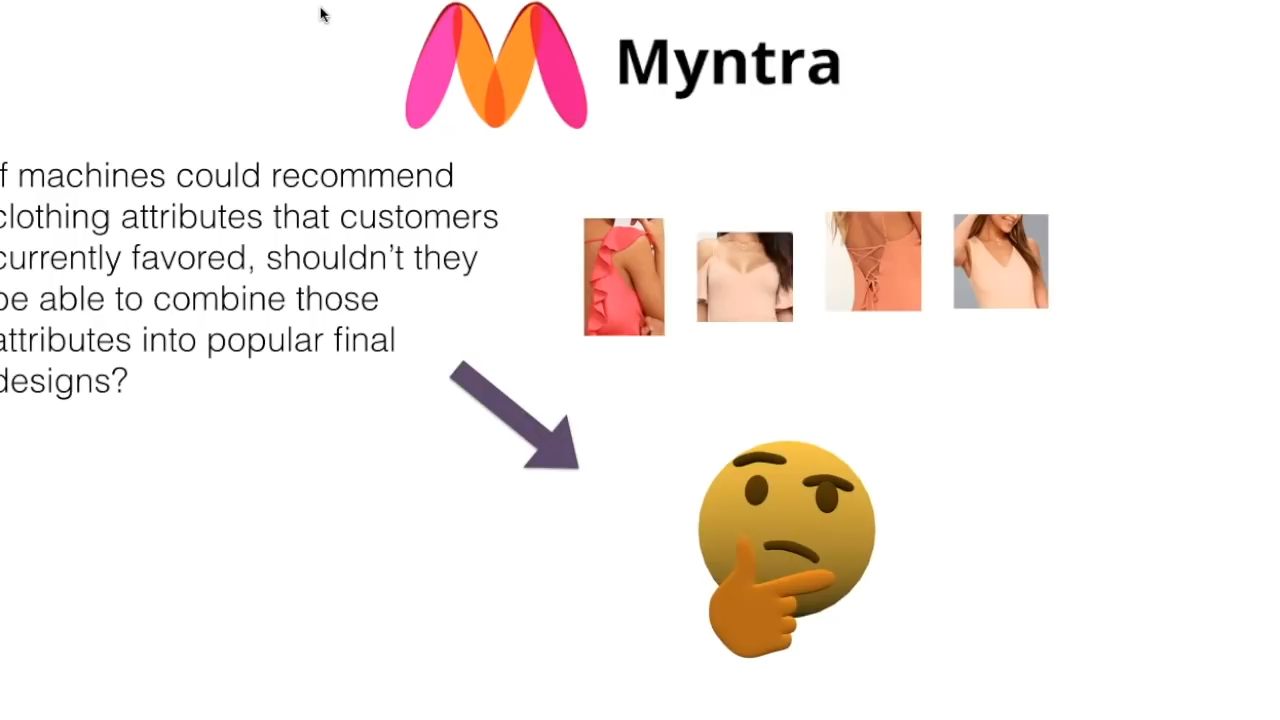 Myntra
f machines could recommend
clothing attributes that customers
currently favored, shouldn't they
be able to combine those
attributes into popular final
designs?